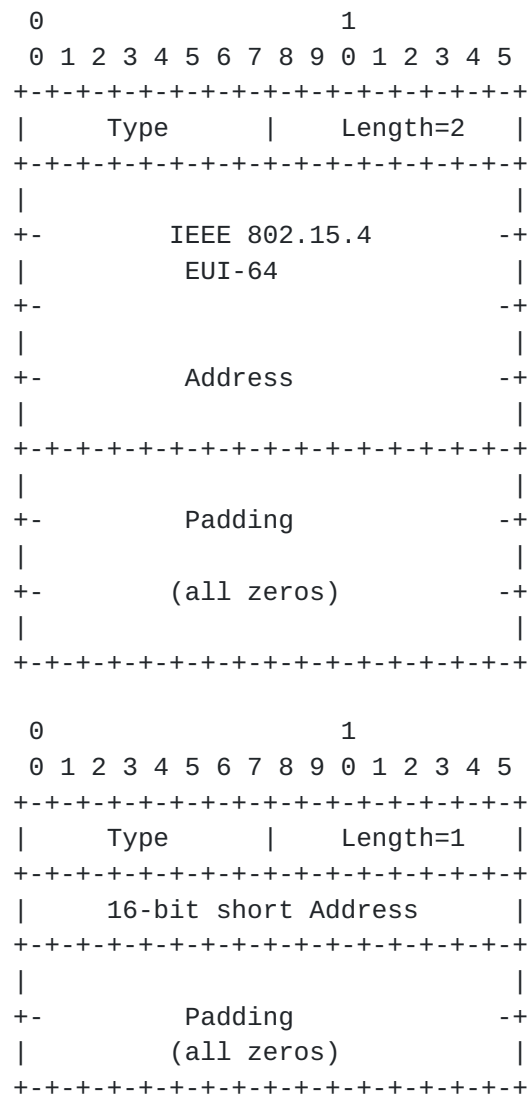 0                   1
0 1 2 3 4 5 6 7 8 9 0 1 2 3 4 5
+-+-+-+-+-+-+-+-+-+-+-+-+-+-+-+-+
|     Type      |    Length=2   |
+-+-+-+-+-+-+-+-+-+-+-+-+-+-+-+-+
|                               |
+-        IEEE 802.15.4        -+
|          EUI-64               |
+-                             -+
|                               |
+-         Address             -+
|                               |
+-+-+-+-+-+-+-+-+-+-+-+-+-+-+-+-+
|                               |
+-         Padding             -+
|                               |
+-        (all zeros)          -+
|                               |
+-+-+-+-+-+-+-+-+-+-+-+-+-+-+-+-+
0                   1
0 1 2 3 4 5 6 7 8 9 0 1 2 3 4 5
+-+-+-+-+-+-+-+-+-+-+-+-+-+-+-+-+
|     Type      |    Length=1   |
+-+-+-+-+-+-+-+-+-+-+-+-+-+-+-+-+
|     16-bit short Address      |
+-+-+-+-+-+-+-+-+-+-+-+-+-+-+-+-+
|                               |
+-         Padding             -+
|         (all zeros)           |
+-+-+-+-+-+-+-+-+-+-+-+-+-+-+-+-+